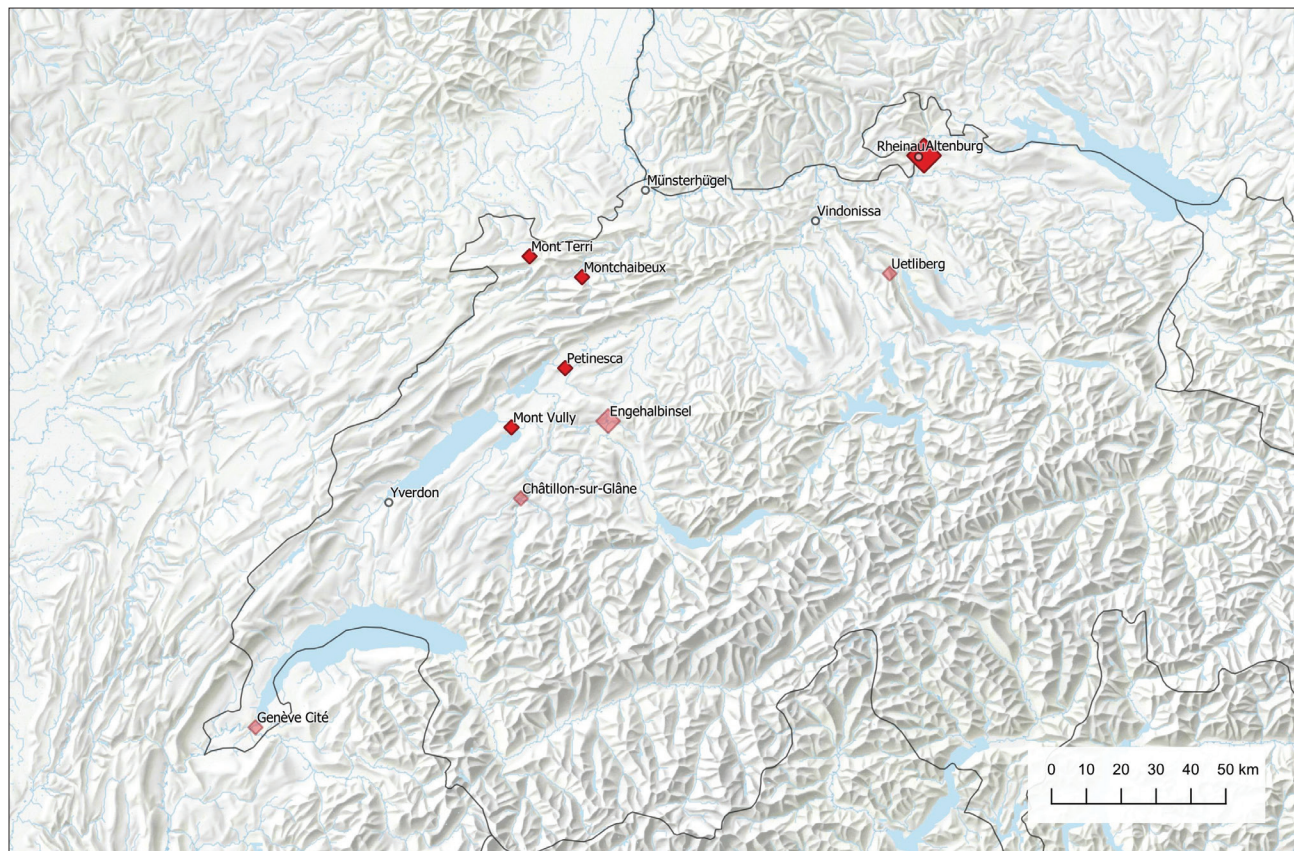 Rheinau Altenburg
Münsterhügel
Vindonissa
Mont Terri
Montchaibeux
Uetliberg
Petinesca
Mont Vully
Engehalbinsel
Châtillon-sur-Glâne
Yverdon
Genève Cité
0 10 20 30 40 50 km